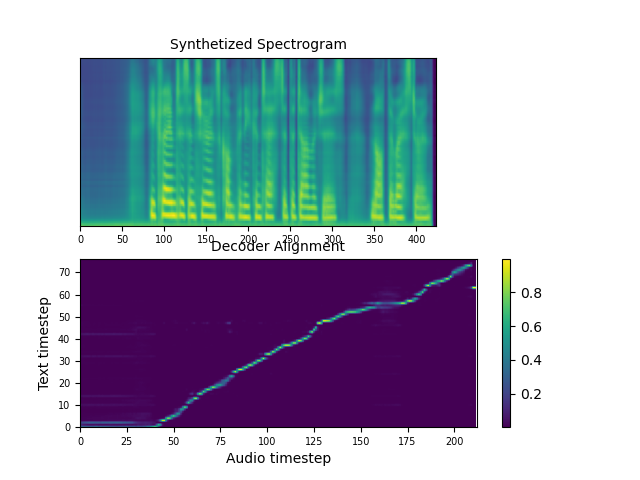 Synthetized Spectrogram
0 50 100 150 200 250 300 350 400
Decoder Alignment
Text timestep
70
60
50
40
30
20
10
0
0 25 50 75 100 125 150 175 200
Audio timestep
0.8
0.6
0.4
0.2